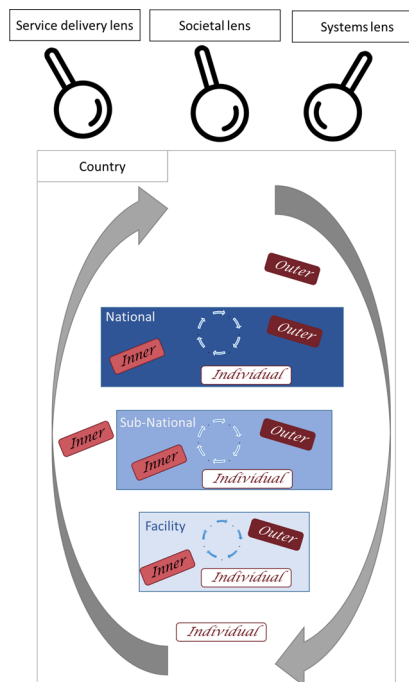 Service delivery lens
Societal lens
Systems lens
Country
Outer
National
Outer
Inner
Individual
Sub-National
Outer
Inner
Inner
Individual
Facility
Outer
Inner
Individual
Individual